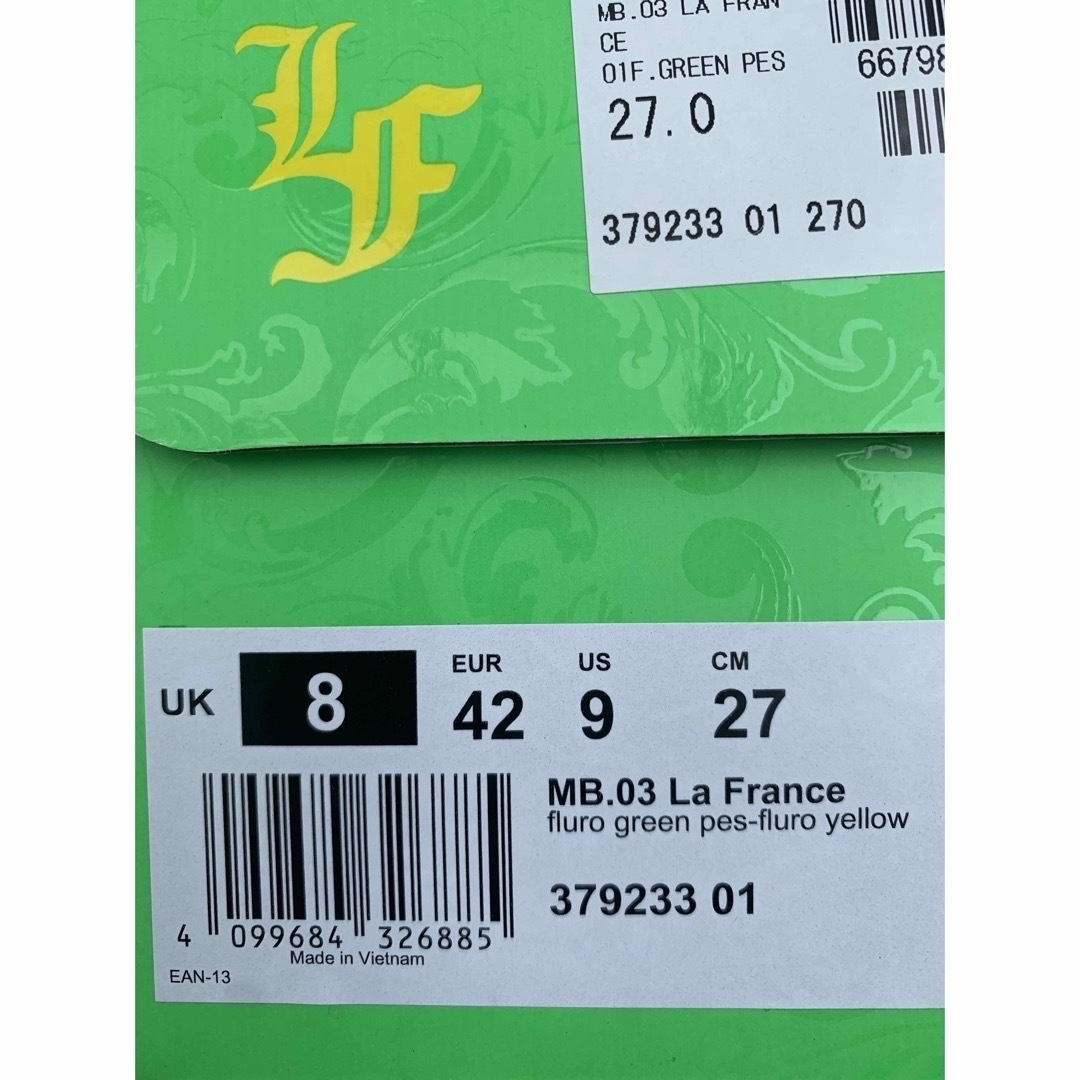 LF
MB.03 LA FRAN
CE
01F.GREEN PES
6679
27.0
379233 01 270
UK 8
EUR 42
US 9
CM 27
MB.03 La France
fluro green pes-fluro yellow
379233 01
4 099684 326885
Made in Vietnam
EAN-13